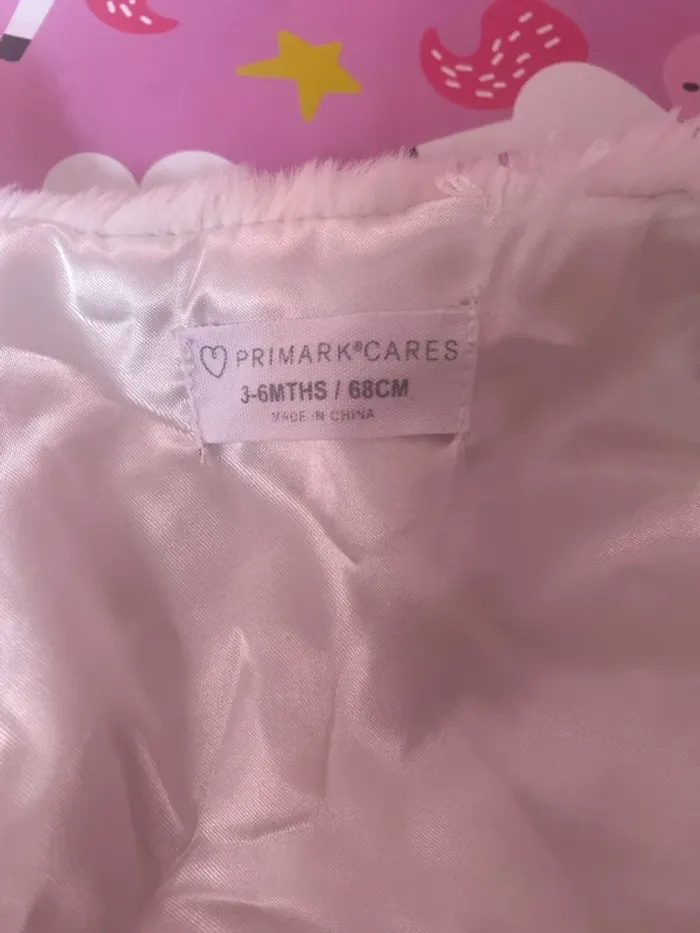 PRIMARK®CARES
3-6MTHS / 68CM
MADE IN CHINA